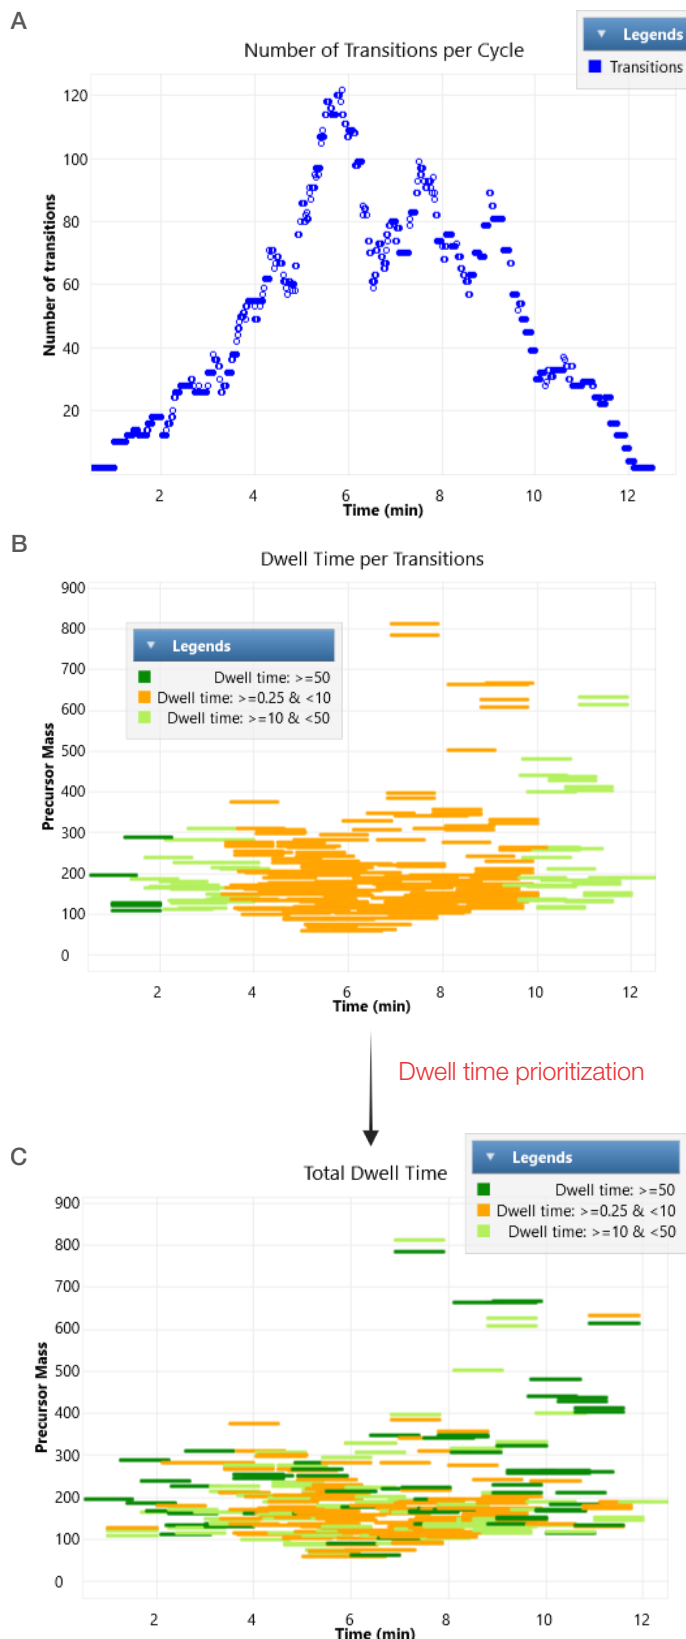 A
Number of Transitions per Cycle
▼ Legends
Transitions
Number of transitions
120
100
80
60
40
20
2 4 6 8 10 12
Time (min)
B
Dwell Time per Transitions
▼ Legends
Dwell time: >=50
Dwell time: >=0.25 & <10
Dwell time: >=10 & <50
Precursor Mass
900
800
700
600
500
400
300
200
100
0
2 4 6 8 10 12
Time (min)
Dwell time prioritization
C
Total Dwell Time
▼ Legends
Dwell time: >=50
Dwell time: >=0.25 & <10
Dwell time: >=10 & <50
Precursor Mass
900
800
700
600
500
400
300
200
100
0
2 4 6 8 10 12
Time (min)